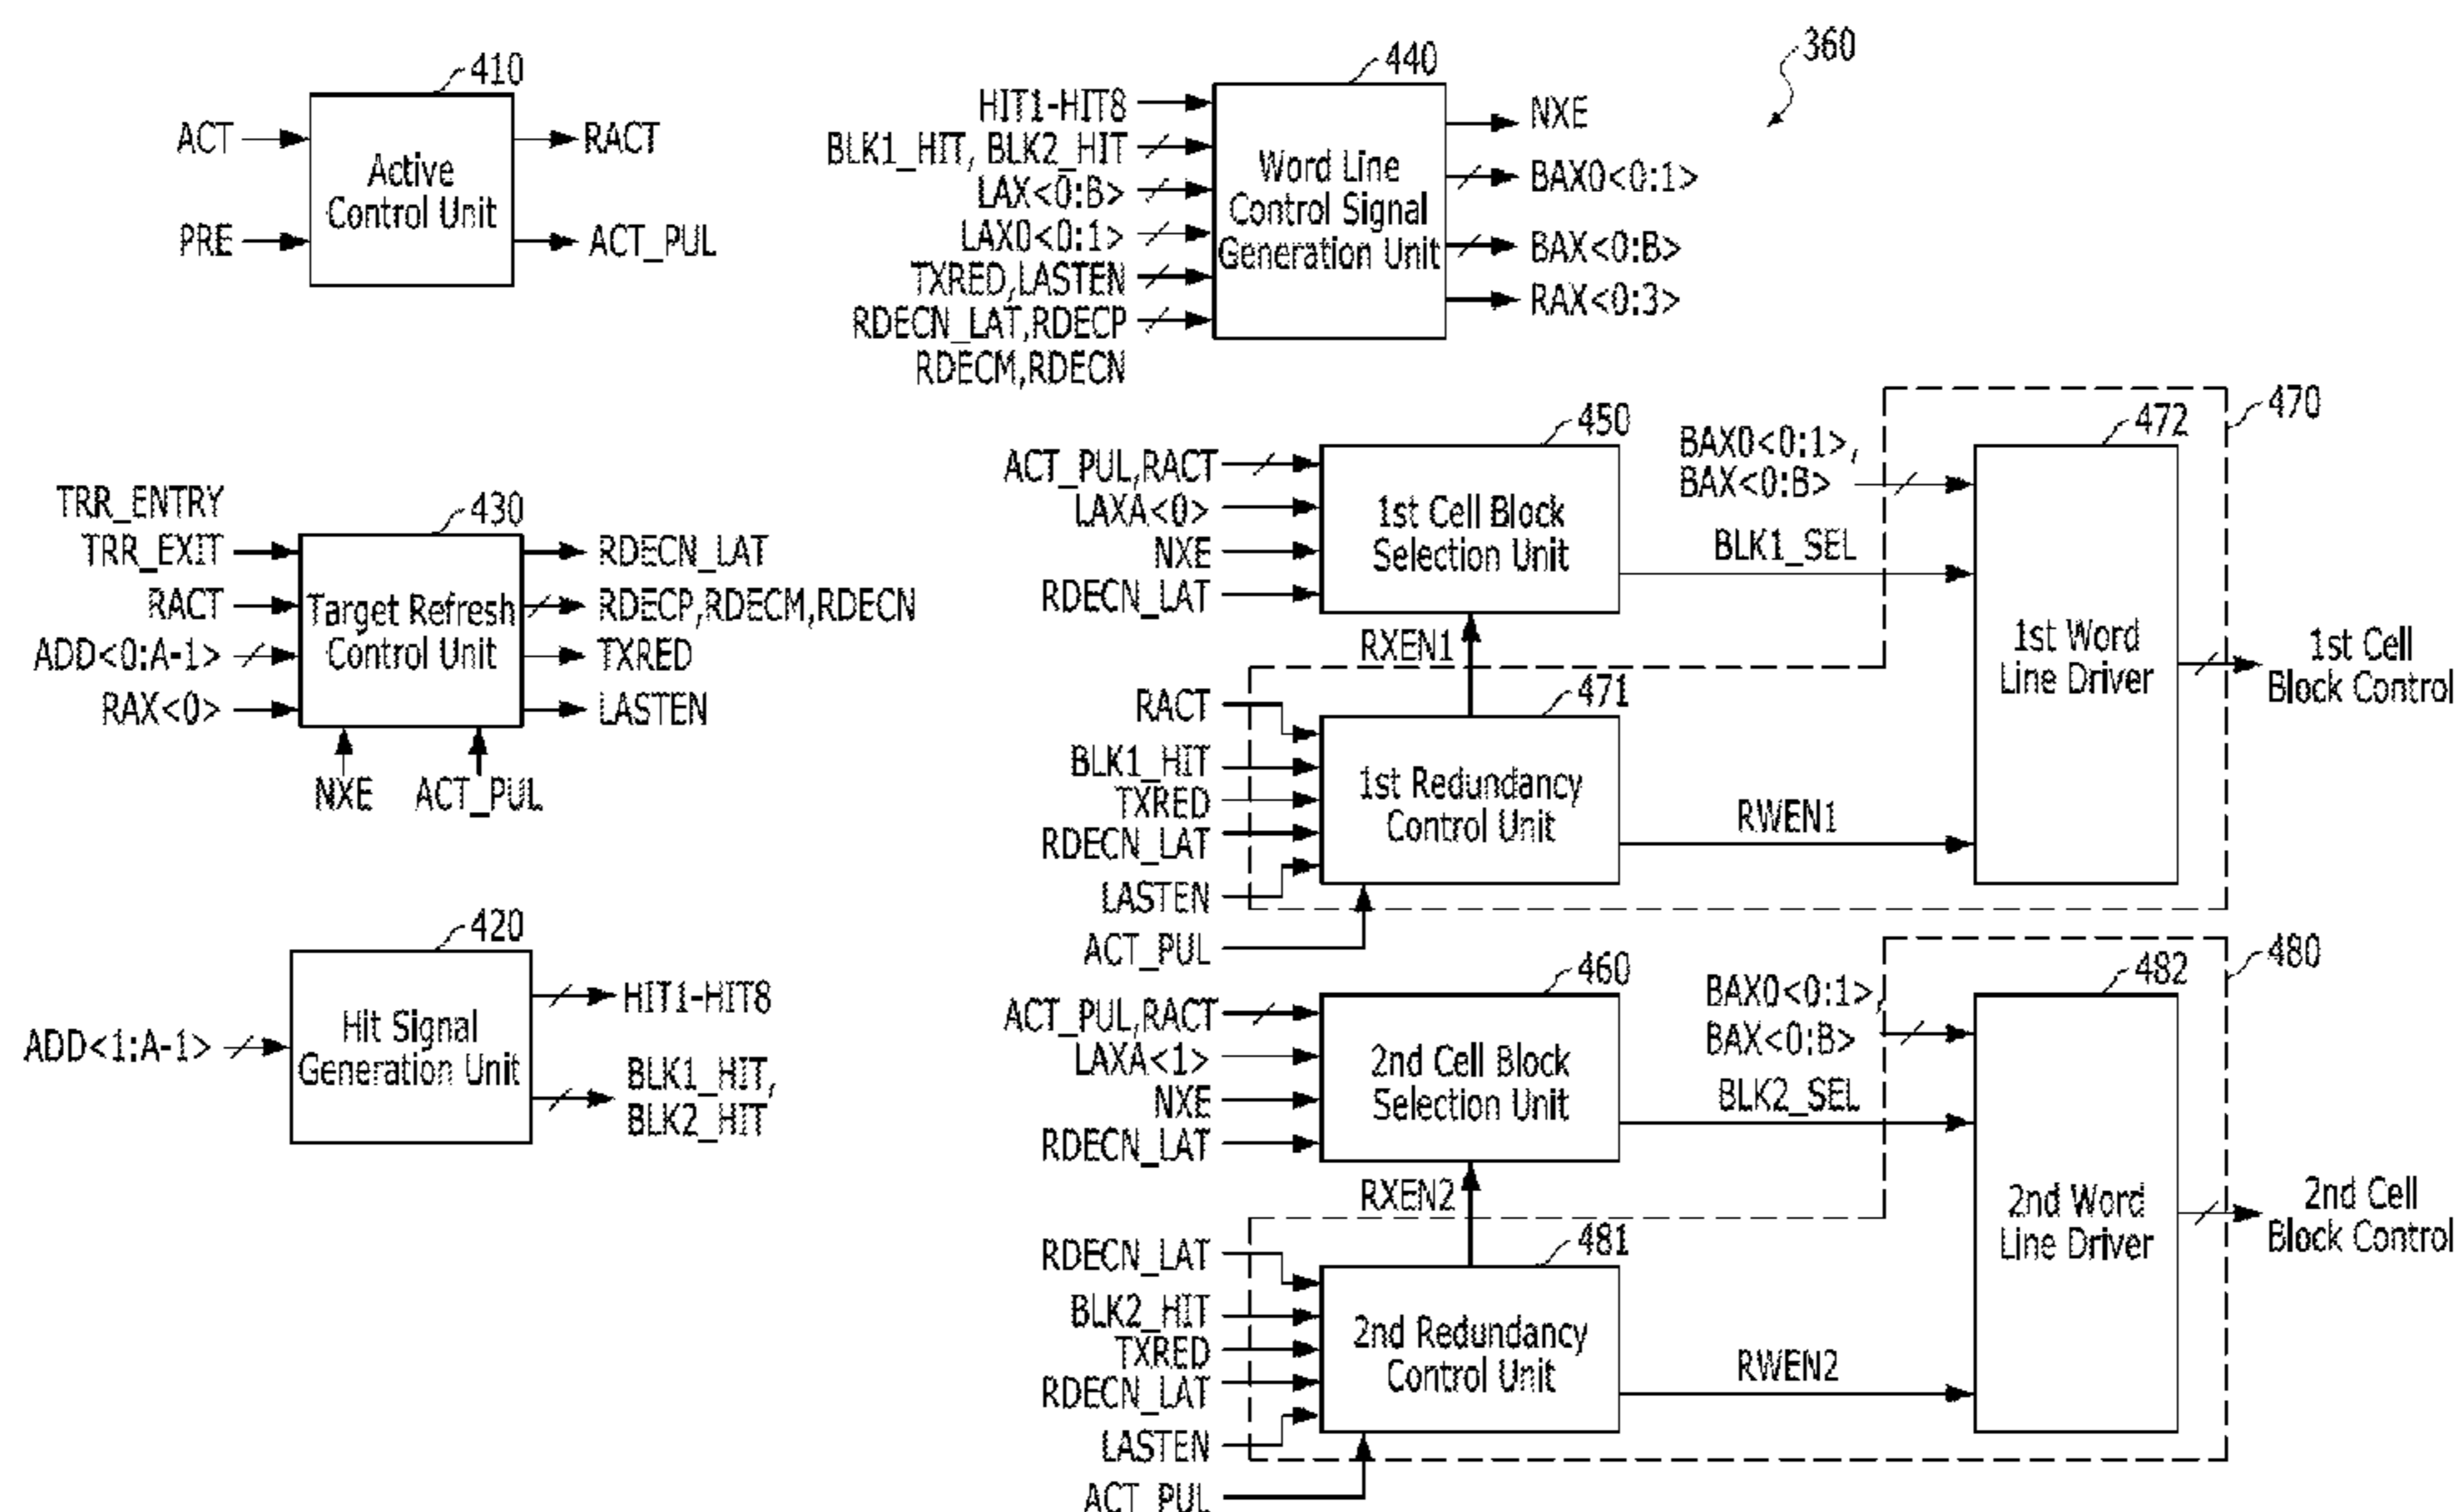 360
410
ACT
PRE
Active
Control Unit
RACT
ACT_PUL
440
HIT1-HIT8
BLK1_HIT, BLK2_HIT
LAX<0:B>
LAX0<0:1>
TXRED,LASTEN
RDECN_LAT,RDECP
RDECM,RDECN
Word Line
Control Signal
Generation Unit
NXE
BAX0<0:1>
BAX<0:B>
RAX<0:3>
430
TRR_ENTRY
TRR_EXIT
RACT
ADD<0:A-1>
RAX<0>
Target Refresh
Control Unit
RDECN_LAT
RDECP,RDECM,RDECN
TXRED
LASTEN
NXE
ACT_PUL
420
ADD<1:A-1>
Hit Signal
Generation Unit
HIT1-HIT8
BLK1_HIT,
BLK2_HIT
450
ACT_PUL,RACT
LAXA<0>
NXE
RDECN_LAT
1st Cell Block
Selection Unit
RXEN1
BLK1_SEL
470
472
BAX0<0:1>,
BAX<0:B>
1st Word
Line Driver
1st Cell
Block Control
471
RACT
BLK1_HIT
TXRED
RDECN_LAT
LASTEN
ACT_PUL
1st Redundancy
Control Unit
RWEN1
460
ACT_PUL,RACT
LAXA<1>
NXE
RDECN_LAT
2nd Cell Block
Selection Unit
RXEN2
BLK2_SEL
480
482
BAX0<0:1>,
BAX<0:B>
2nd Word
Line Driver
2nd Cell
Block Control
481
RDECN_LAT
BLK2_HIT
TXRED
RDECN_LAT
LASTEN
ACT_PUL
2nd Redundancy
Control Unit
RWEN2